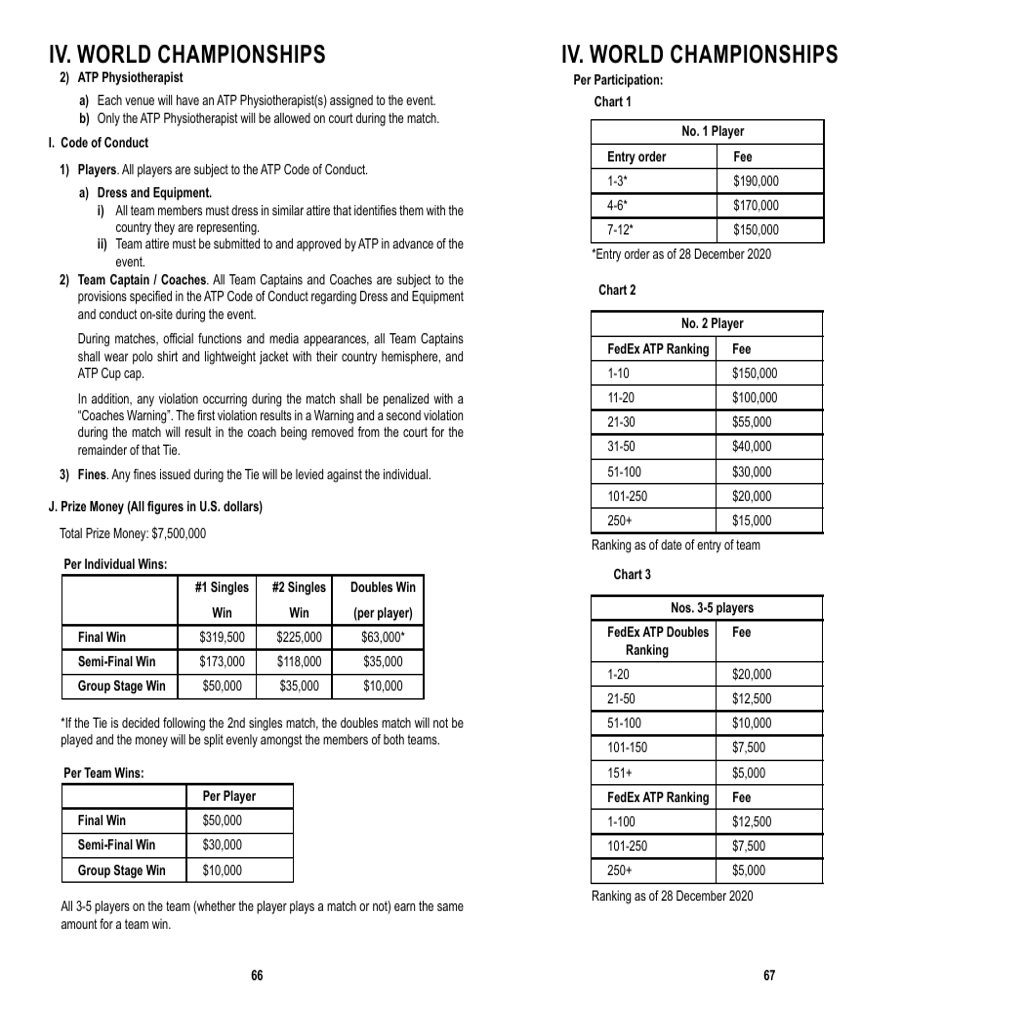 IV. WORLD CHAMPIONSHIPS
2) ATP Physiotherapist
a) Each venue will have an ATP Physiotherapist(s) assigned to the event.
b) Only the ATP Physiotherapist will be allowed on court during the match.
I. Code of Conduct
1) Players. All players are subject to the ATP Code of Conduct.
a) Dress and Equipment.
i) All team members must dress in similar attire that identifies them with the
country they are representing.
ii) Team attire must be submitted to and approved by ATP in advance of the
event.
2) Team Captain / Coaches. All Team Captains and Coaches are subject to the
provisions specified in the ATP Code of Conduct regarding Dress and Equipment
and conduct on-site during the event.
During matches, official functions and media appearances, all Team Captains
shall wear polo shirt and lightweight jacket with their country hemisphere, and
ATP Cup cap.
In addition, any violation occurring during the match shall be penalized with a
“Coaches Warning”. The first violation results in a Warning and a second violation
during the match will result in the coach being removed from the court for the
remainder of that Tie.
3) Fines. Any fines issued during the Tie will be levied against the individual.
J. Prize Money (All figures in U.S. dollars)
Total Prize Money: $7,500,000
Per Individual Wins:
#1 Singles #2 Singles Doubles Win
Win Win (per player)
Final Win $319,500 $225,000 $63,000*
Semi-Final Win $173,000 $118,000 $35,000
Group Stage Win $50,000 $35,000 $10,000
*If the Tie is decided following the 2nd singles match, the doubles match will not be
played and the money will be split evenly amongst the members of both teams.
Per Team Wins:
Per Player
Final Win $50,000
Semi-Final Win $30,000
Group Stage Win $10,000
All 3-5 players on the team (whether the player plays a match or not) earn the same
amount for a team win.
66
IV. WORLD CHAMPIONSHIPS
Per Participation:
Chart 1
No. 1 Player
Entry order Fee
1-3* $190,000
4-6* $170,000
7-12* $150,000
*Entry order as of 28 December 2020
Chart 2
No. 2 Player
FedEx ATP Ranking Fee
1-10 $150,000
11-20 $100,000
21-30 $55,000
31-50 $40,000
51-100 $30,000
101-250 $20,000
250+ $15,000
Ranking as of date of entry of team
Chart 3
Nos. 3-5 players
FedEx ATP Doubles Fee
Ranking
1-20 $20,000
21-50 $12,500
51-100 $10,000
101-150 $7,500
151+ $5,000
FedEx ATP Ranking Fee
1-100 $12,500
101-250 $7,500
250+ $5,000
Ranking as of 28 December 2020
67